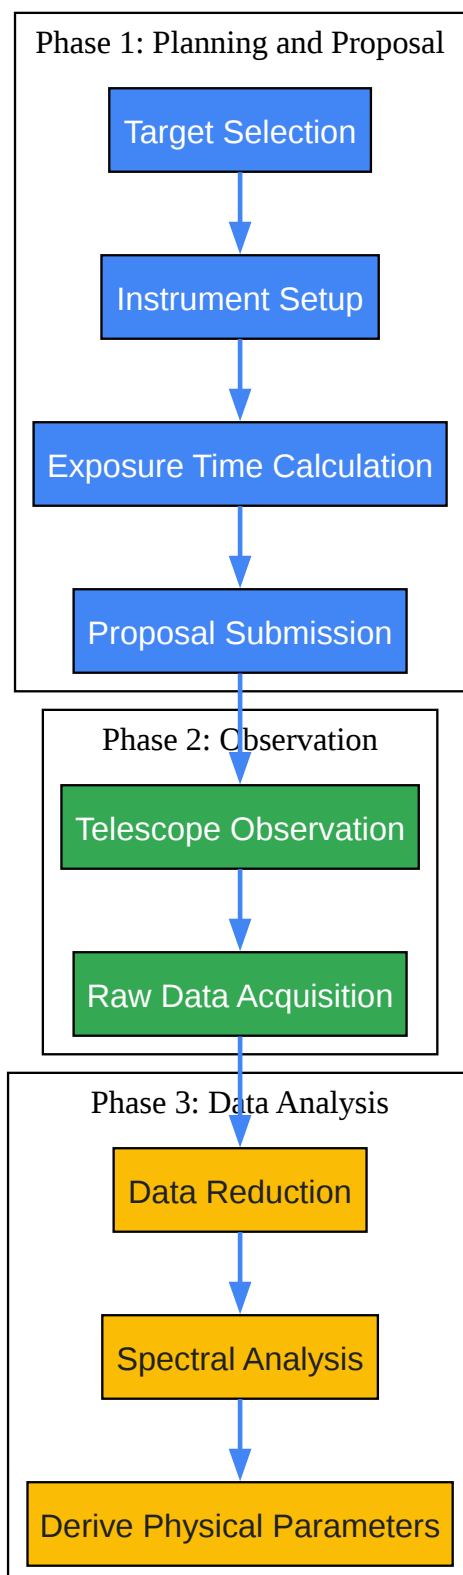 Phase 1: Planning and Proposal
Target Selection
Instrument Setup
Exposure Time Calculation
Proposal Submission
Phase 2: Observation
Telescope Observation
Raw Data Acquisition
Phase 3: Data Analysis
Data Reduction
Spectral Analysis
Derive Physical Parameters